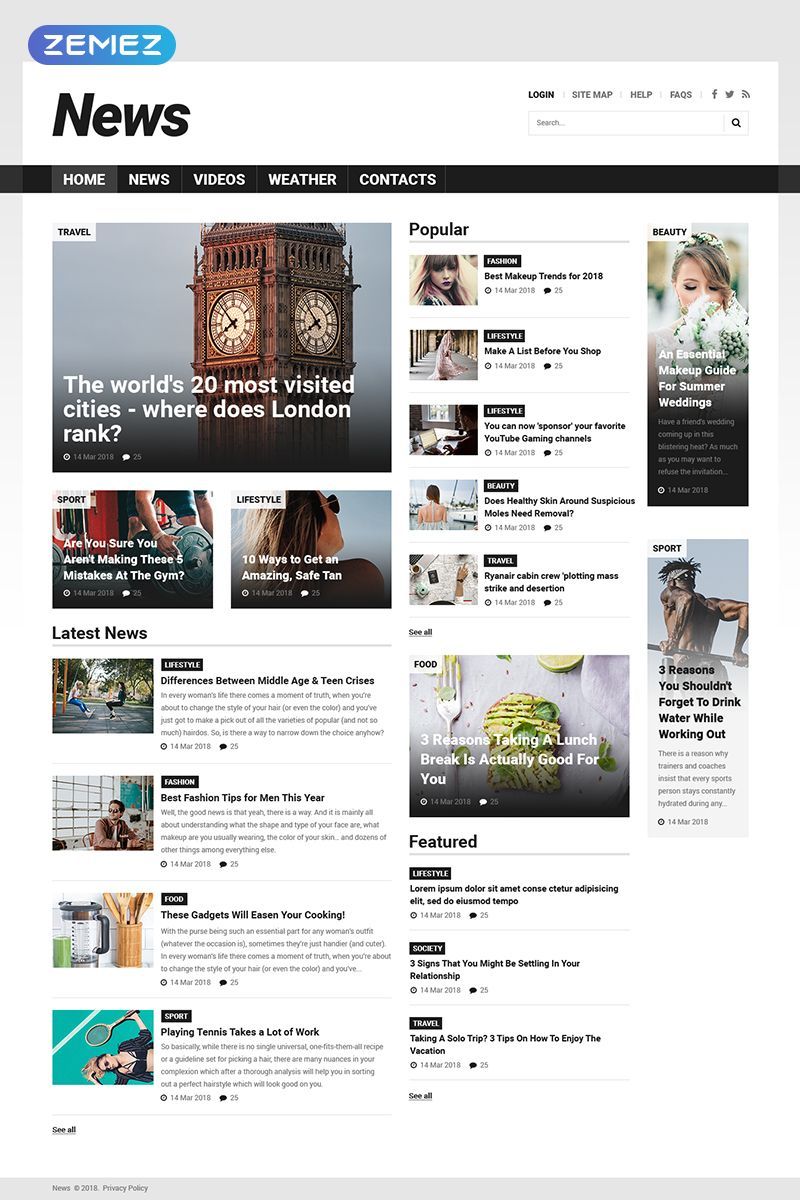 ZEMEZ
News
LOGIN
SITE MAP
HELP
FAQS
Search...
HOME
NEWS
VIDEOS
WEATHER
CONTACTS
TRAVEL
The world's 20 most visited
cities - where does London
rank?
14 Mar 2018
25
SPORT
Are You Sure You
Aren't Making These 5
Mistakes At The Gym?
14 Mar 2018
25
LIFESTYLE
10 Ways to Get an
Amazing, Safe Tan
14 Mar 2018
25
Latest News
LIFESTYLE
Differences Between Middle Age & Teen Crises
In every woman's life there comes a moment of truth, when you're
about to change the style of your hair (or even the color) and you've
just got to make a pick out of all the varieties of popular (and not so
much) hairdos. So, is there a way to narrow down the choice anyhow?
14 Mar 2018
25
FASHION
Best Fashion Tips for Men This Year
Well, the good news is that yeah, there is a way. And it is mainly all
about understanding what the shape and type of your face are, what
makeup are you usually wearing, the color of your skin... and dozens of
other things among everything else.
14 Mar 2018
25
FOOD
These Gadgets Will Easen Your Cooking!
With the purse being such an essential part for any woman's outfit
(whatever the occasion is), sometimes they're just handier (and cuter).
In every woman's life there comes a moment of truth, when you're about
to change the style of your hair (or even the color) and you've...
14 Mar 2018
25
SPORT
Playing Tennis Takes a Lot of Work
So basically, while there is no single universal, one-fits-them-all recipe
or a guideline set for picking a hair, there are many nuances in your
complexion which after a thorough analysis will help you in sorting
out a perfect hairstyle which will look good on you.
14 Mar 2018
25
See all
Popular
FASHION
Best Makeup Trends for 2018
14 Mar 2018
25
LIFESTYLE
Make A List Before You Shop
14 Mar 2018
25
LIFESTYLE
You can now 'sponsor' your favorite
YouTube Gaming channels
14 Mar 2018
25
BEAUTY
Does Healthy Skin Around Suspicious
Moles Need Removal?
14 Mar 2018
25
TRAVEL
Ryanair cabin crew 'plotting mass
strike and desertion
14 Mar 2018
25
See all
FOOD
3 Reasons Taking A Lunch
Break Is Actually Good For
You
14 Mar 2018
25
Featured
LIFESTYLE
Lorem ipsum dolor sit amet conse ctetur adipisicing
elit, sed do eiusmod tempo
14 Mar 2018
25
SOCIETY
3 Signs That You Might Be Settling In Your
Relationship
14 Mar 2018
25
TRAVEL
Taking A Solo Trip? 3 Tips On How To Enjoy The
Vacation
14 Mar 2018
25
See all
BEAUTY
An Essential
Makeup Guide
For Summer
Weddings
Have a friend's wedding
coming up in this
blistering heat? As much
as you may want to
refuse the invitation...
14 Mar 2018
SPORT
3 Reasons
You Shouldn't
Forget To Drink
Water While
Working Out
There is a reason why
trainers and coaches
insist that every sports
person stays constantly
hydrated during any...
14 Mar 2018
News © 2018. Privacy Policy